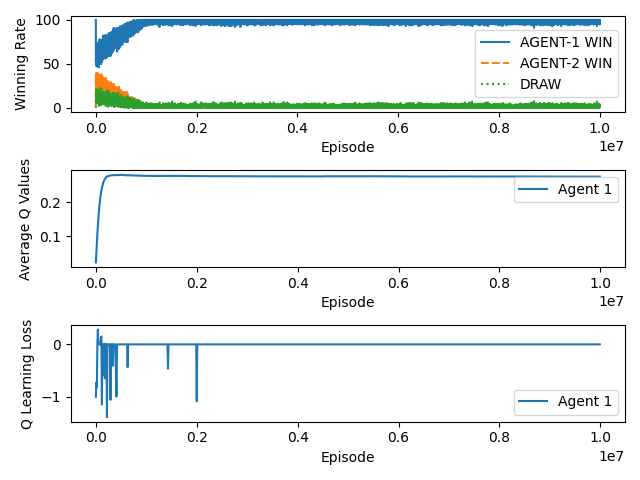 Winning Rate
100
50
0
AGENT-1 WIN
AGENT-2 WIN
DRAW
0.0 0.2 0.4 0.6 0.8 1.0
1e7
Episode
Average Q Values
0.2
0.1
Agent 1
0.0 0.2 0.4 0.6 0.8 1.0
1e7
Episode
Q Learning Loss
0
−1
Agent 1
0.0 0.2 0.4 0.6 0.8 1.0
1e7
Episode